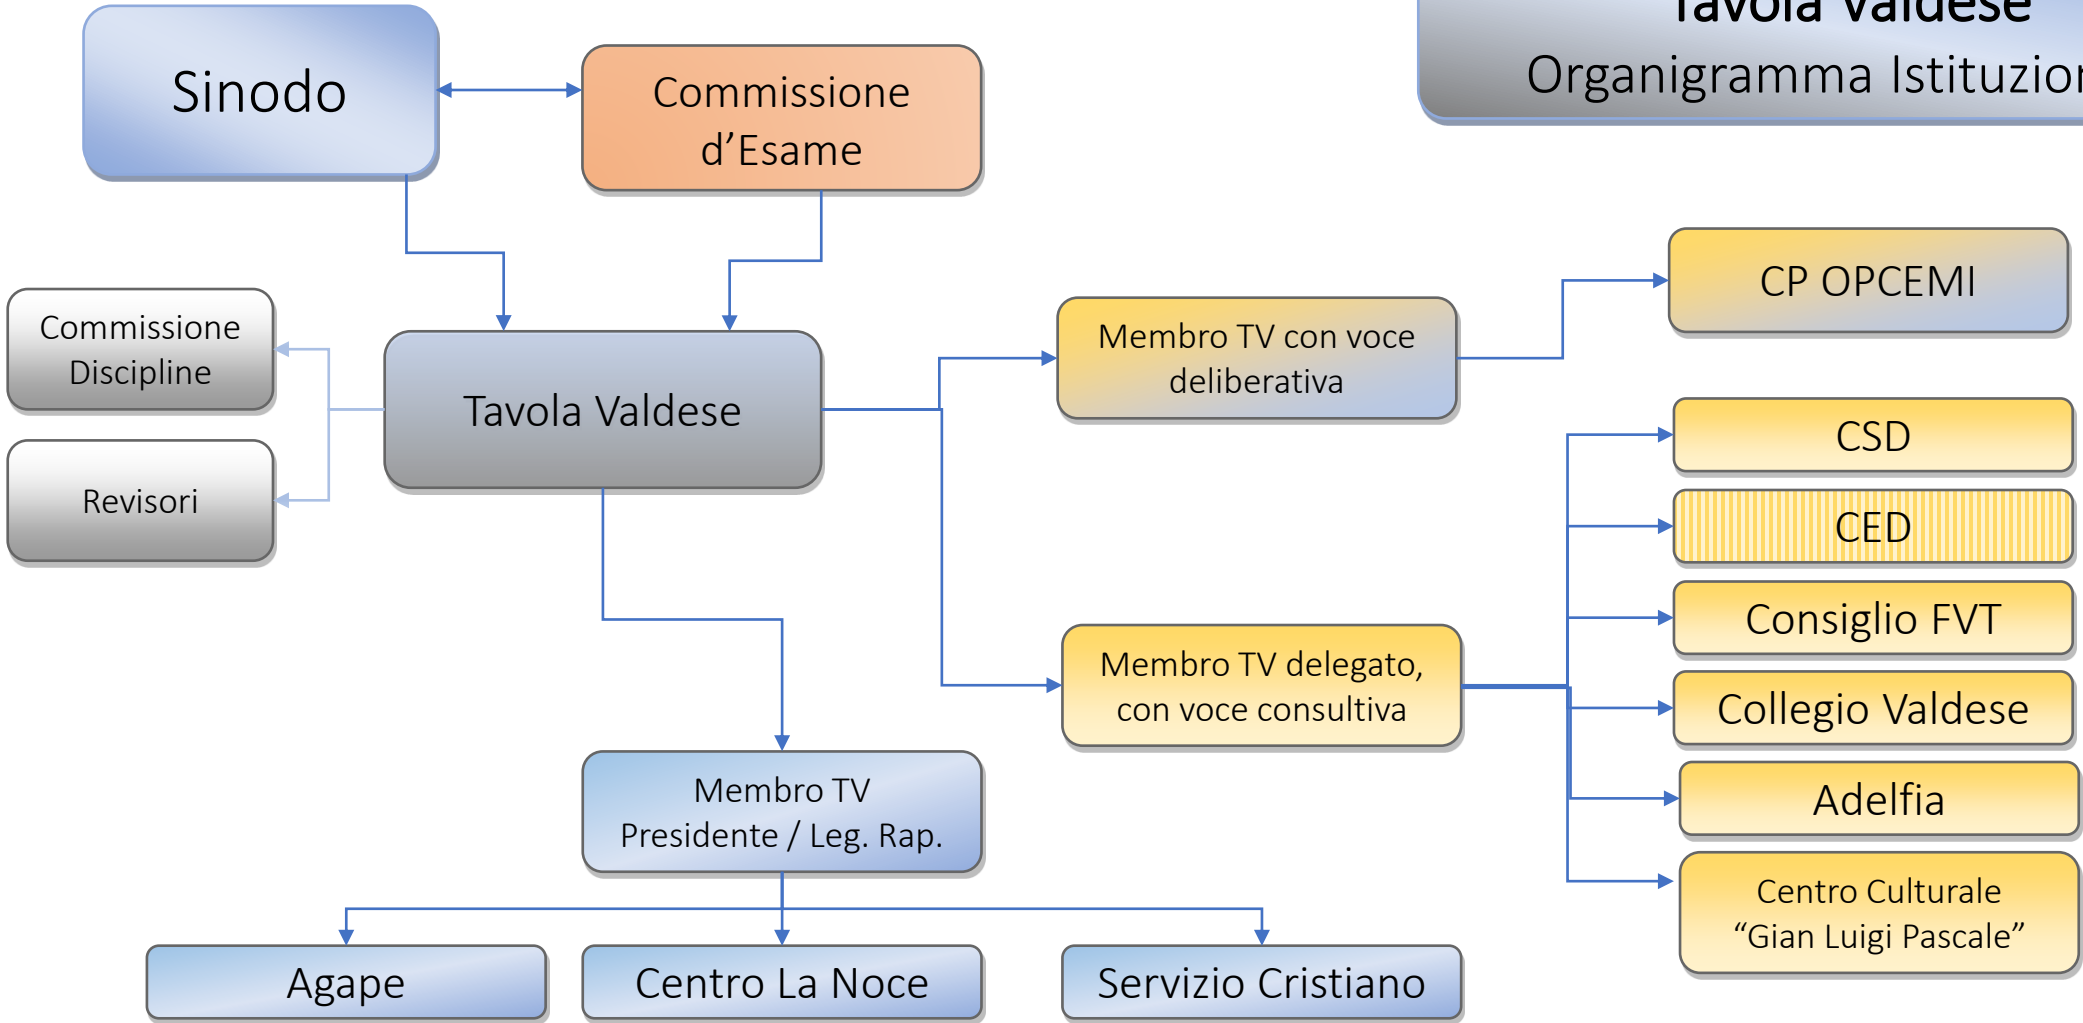 Tavola Valdese
Organigramma
Sinodo
Commissione
d’Esame
Commissione
Discipline
Revisori
Tavola Valdese
Membro TV con voce
deliberativa
CP OPCEMI
CSD
CED
Consiglio FVT
Membro TV delegato,
con voce consultiva
Collegio Valdese
Adelfia
Centro Culturale
“Gian Luigi Pascale”
Membro TV
Presidente / Leg. Rap.
Agape
Centro La Noce
Servizio Cristiano